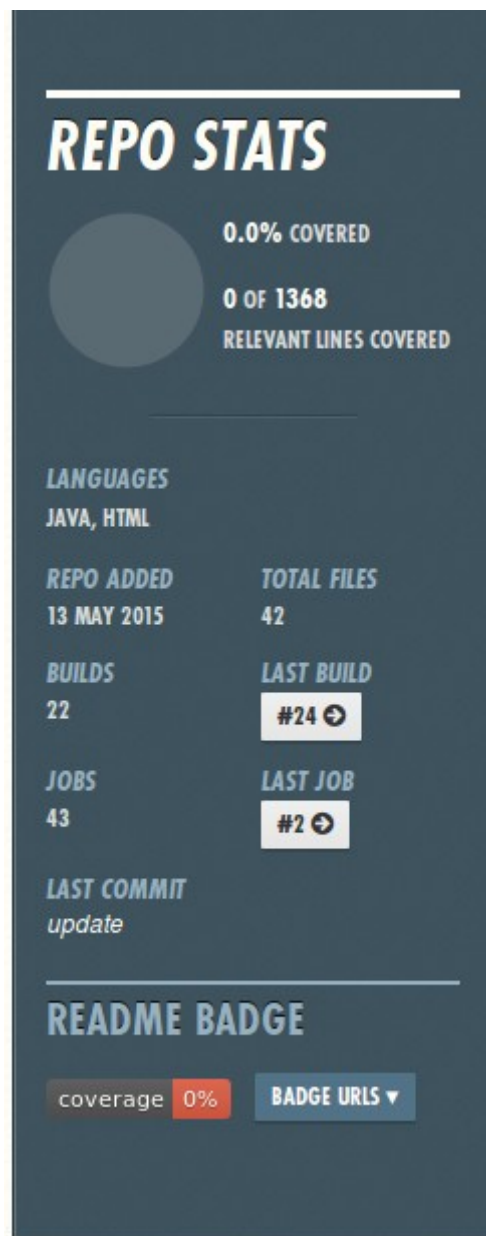 REPO STATS
0.0% COVERED
0 OF 1368
RELEVANT LINES COVERED
LANGUAGES
JAVA, HTML
REPO ADDED
13 MAY 2015
TOTAL FILES
42
BUILDS
22
LAST BUILD
#24
JOBS
43
LAST JOB
#2
LAST COMMIT
update
README BADGE
coverage 0%
BADGE URLS ▾